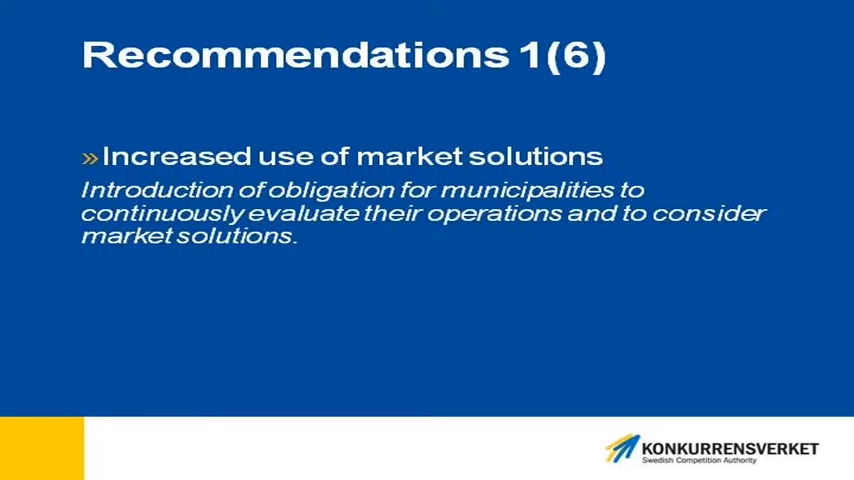 Recommendations 1(6)
»Increased use of market solutions
Introduction of obligation for municipalities to
continuously evaluate their operations and to consider
market solutions.
KONKURRENSVERKET
Swedish Competition Authority